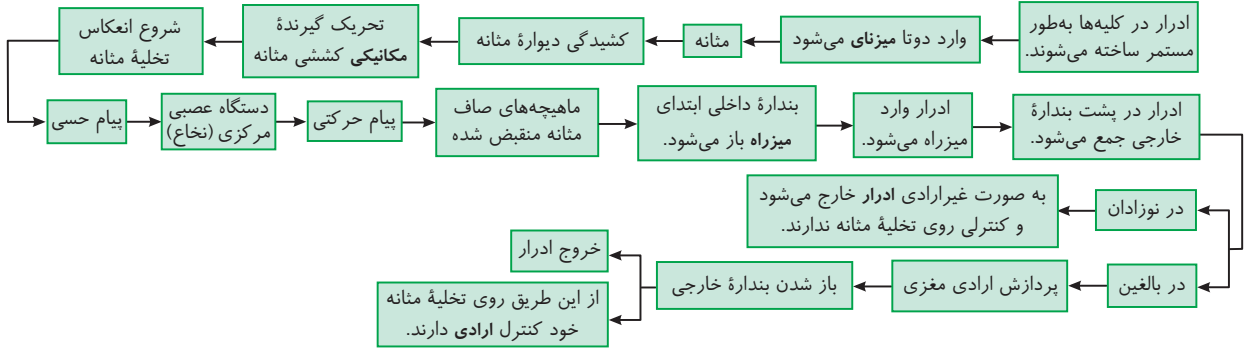 ادرار در کلیه‌ها به‌طور
مستمر ساخته می‌شوند.
وارد دوتا میزنای می‌شود
مثانه
کشیدگی دیوارهٔ مثانه
تحریک گیرندهٔ
مکانیکی کششی مثانه
شروع انعکاس
تخلیهٔ مثانه
پیام حسی
دستگاه عصبی
مرکزی (نخاع)
پیام حرکتی
ماهیچه‌های صاف
مثانه منقبض شده
بندارهٔ داخلی ابتدای
میزراه باز می‌شود.
ادرار وارد
میزراه می‌شود.
ادرار در پشت بندارهٔ
خارجی جمع می‌شود.
در نوزادان
به صورت غیرارادی ادرار خارج می‌شود
و کنترلی روی تخلیهٔ مثانه ندارند.
در بالغین
پردازش ارادی مغزی
باز شدن بندارهٔ خارجی
خروج ادرار
از این طریق روی تخلیهٔ مثانه
خود کنترل ارادی دارند.